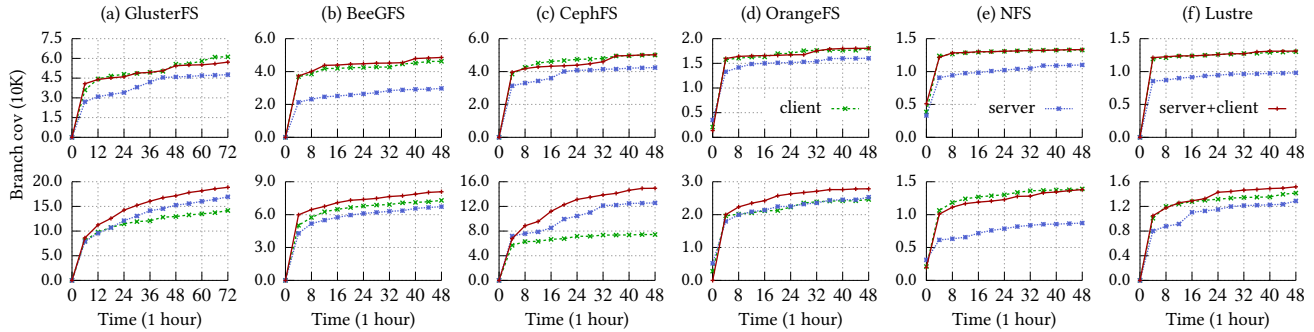 (a) GlusterFS (b) BeeGFS (c) CephFS (d) OrangeFS (e) NFS (f) Lustre
Branch cov (10K)
7.5 6.0 4.5 3.0 1.5 0.0
0 12 24 36 48 60 72
6.0 4.0 2.0 0.0
0 8 16 24 32 40 48
6.0 4.0 2.0 0.0
0 8 16 24 32 40 48
2.0 1.5 1.0 0.5 0.0
client
0 8 16 24 32 40 48
1.5 1.0 0.5 0.0
server
0 8 16 24 32 40 48
1.5 1.0 0.5 0.0
server+client
0 8 16 24 32 40 48
20.0 15.0 10.0 5.0 0.0
0 12 24 36 48 60 72
9.0 6.0 3.0 0.0
0 8 16 24 32 40 48
16.0 12.0 8.0 4.0 0.0
0 8 16 24 32 40 48
3.0 2.0 1.0 0.0
0 8 16 24 32 40 48
1.5 1.0 0.5 0.0
0 8 16 24 32 40 48
1.6 1.2 0.8 0.4 0.0
0 8 16 24 32 40 48
Time (1 hour) Time (1 hour) Time (1 hour) Time (1 hour) Time (1 hour) Time (1 hour)